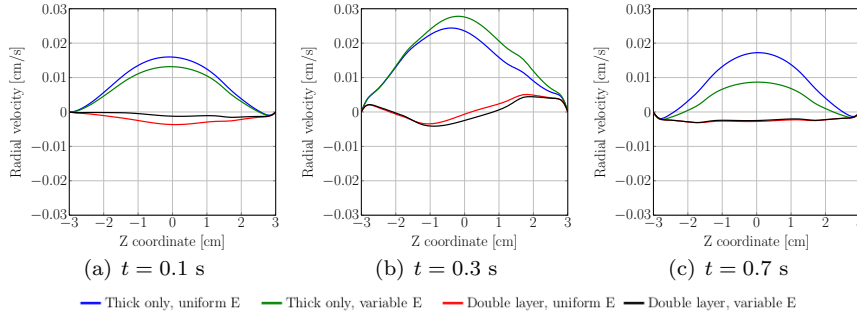 0.03 0.03 0.03
0.02 0.02 0.02
0.01 0.01 0.01
0 0 0
−0.01 −0.01 −0.01
−0.02 −0.02 −0.02
−0.03 −0.03 −0.03
Radial velocity [cm/s] Radial velocity [cm/s] Radial velocity [cm/s]
−3 −2 −1 0 1 2 3 −3 −2 −1 0 1 2 3 −3 −2 −1 0 1 2 3
Z coordinate [cm] Z coordinate [cm] Z coordinate [cm]
(a) t = 0.1 s (b) t = 0.3 s (c) t = 0.7 s
Thick only, uniform E Thick only, variable E Double layer, uniform E Double layer, variable E